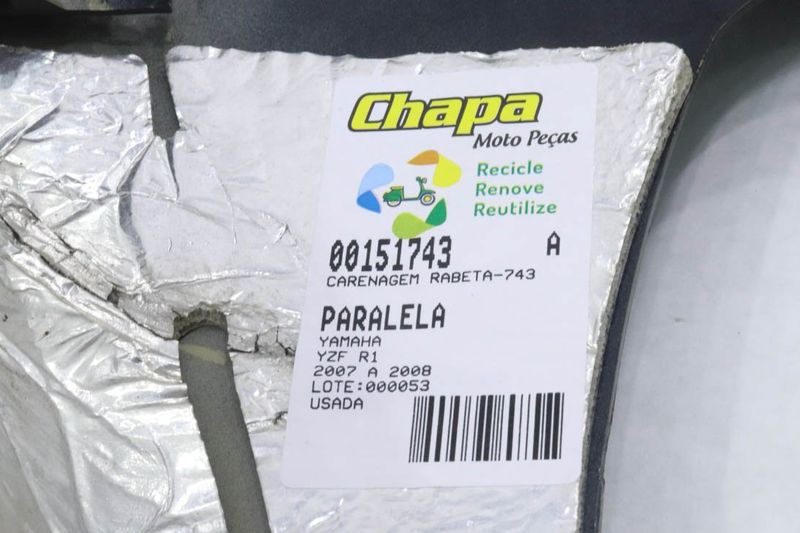 Chapa
Moto Peças
Recicle
Renove
Reutilize
00151743 A
CARENAGEM RABETA-743
PARALELA
YAMAHA
YZF R1
2007 A 2008
LOTE:000053
USADA